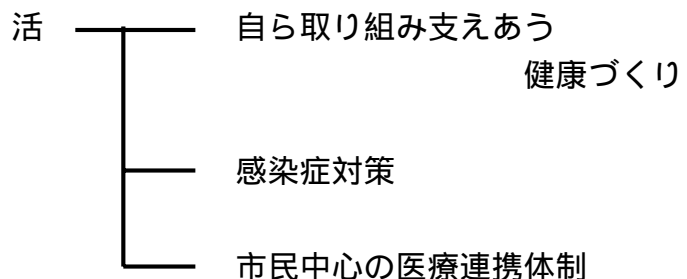 活
自ら取り組み支えあう
健康づくり
感染症対策
市民中心の医療連携体制